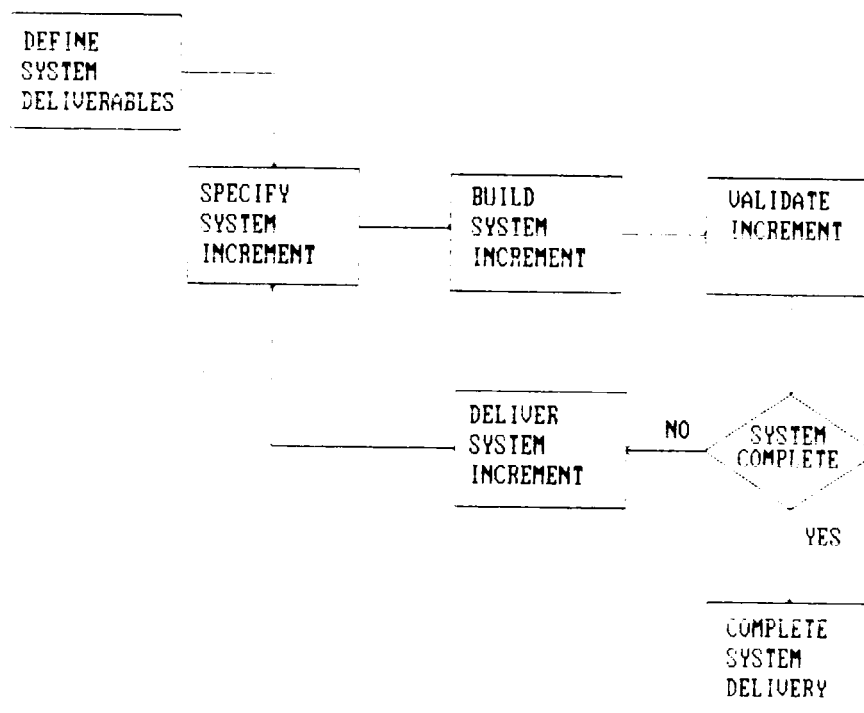 DEFINE
SYSTEM
DELIVERABLES
SPECIFY
SYSTEM
INCREMENT
BUILD
SYSTEM
INCREMENT
VALIDATE
INCREMENT
DELIVER
SYSTEM
INCREMENT
NO
SYSTEM
COMPLETE
YES
COMPLETE
SYSTEM
DELIVERY